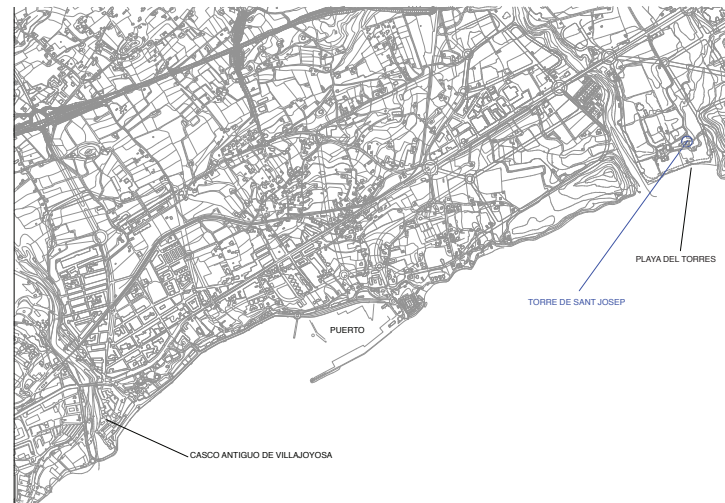 PLAYA DEL TORRES
TORRE DE SANT JOSEP
PUERTO
CASCO ANTIGUO DE VILLAJOYOSA